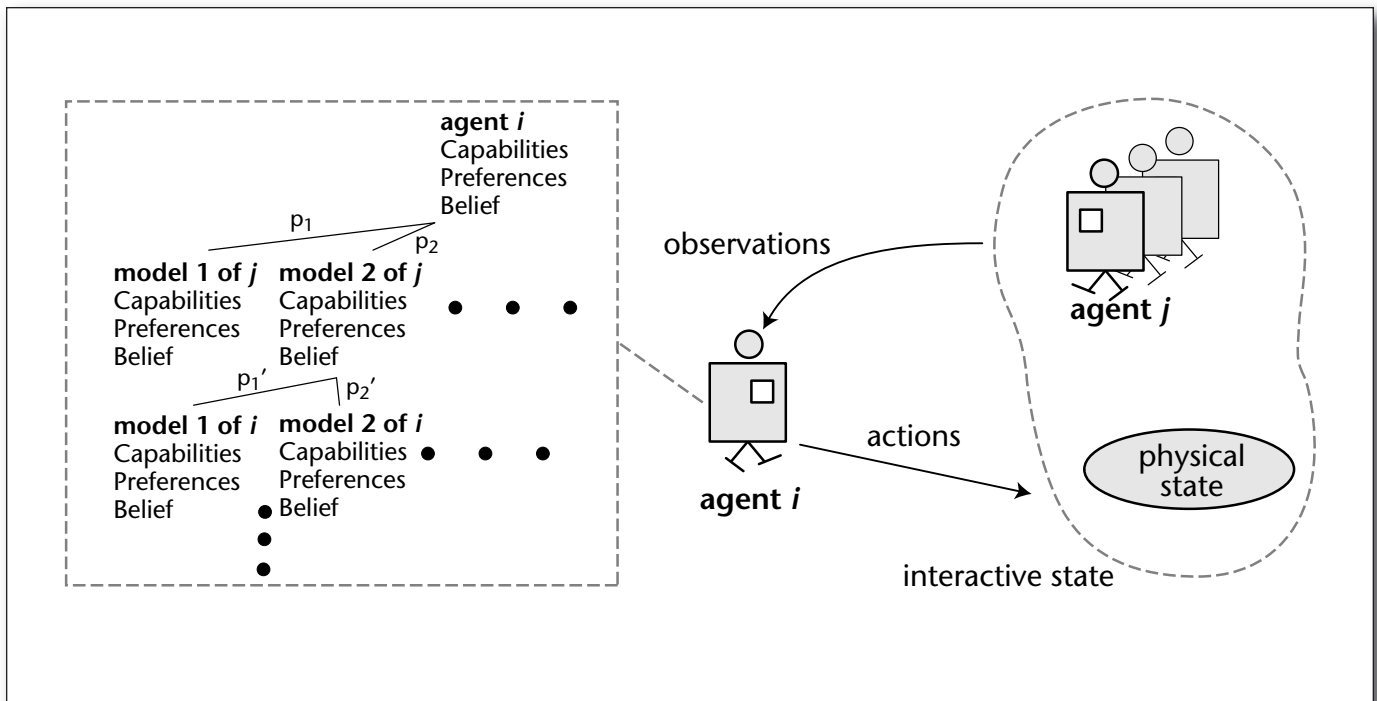 agent i
Capabilities
Preferences
Belief
p₁
p₂
model 1 of j
Capabilities
Preferences
Belief
model 2 of j
Capabilities
Preferences
Belief
p₁'
p₂'
model 1 of i
Capabilities
Preferences
Belief
model 2 of i
Capabilities
Preferences
Belief
observations
agent i
actions
agent j
physical
state
interactive state